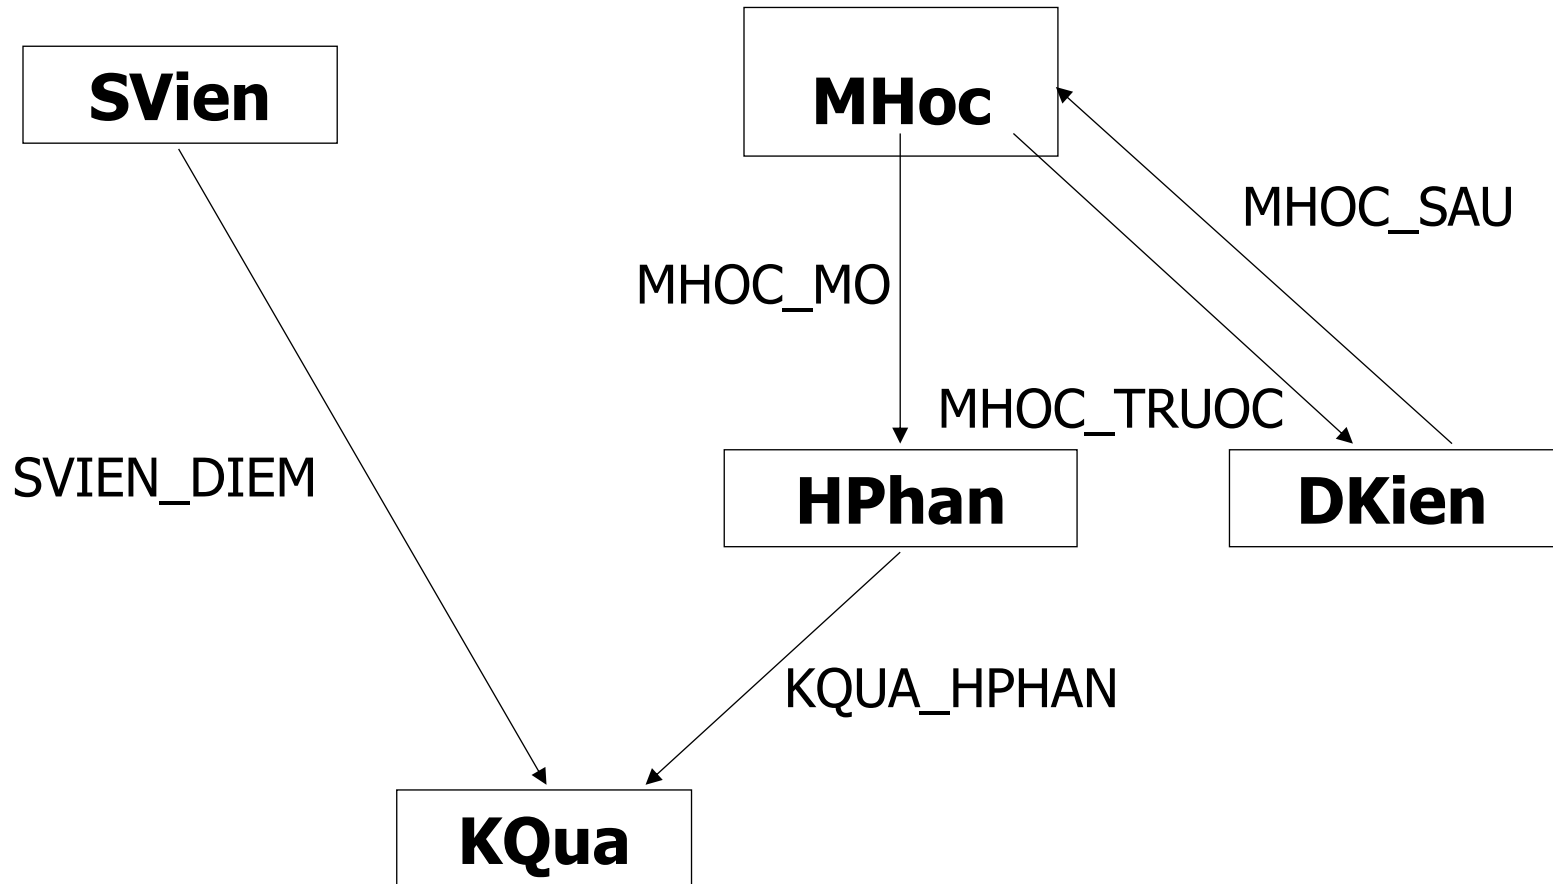 SVien
MHoc
MHOC_SAU
MHOC_MO
MHOC_TRUOC
SVIEN_DIEM
HPhan
DKien
KQUA_HPHAN
KQua